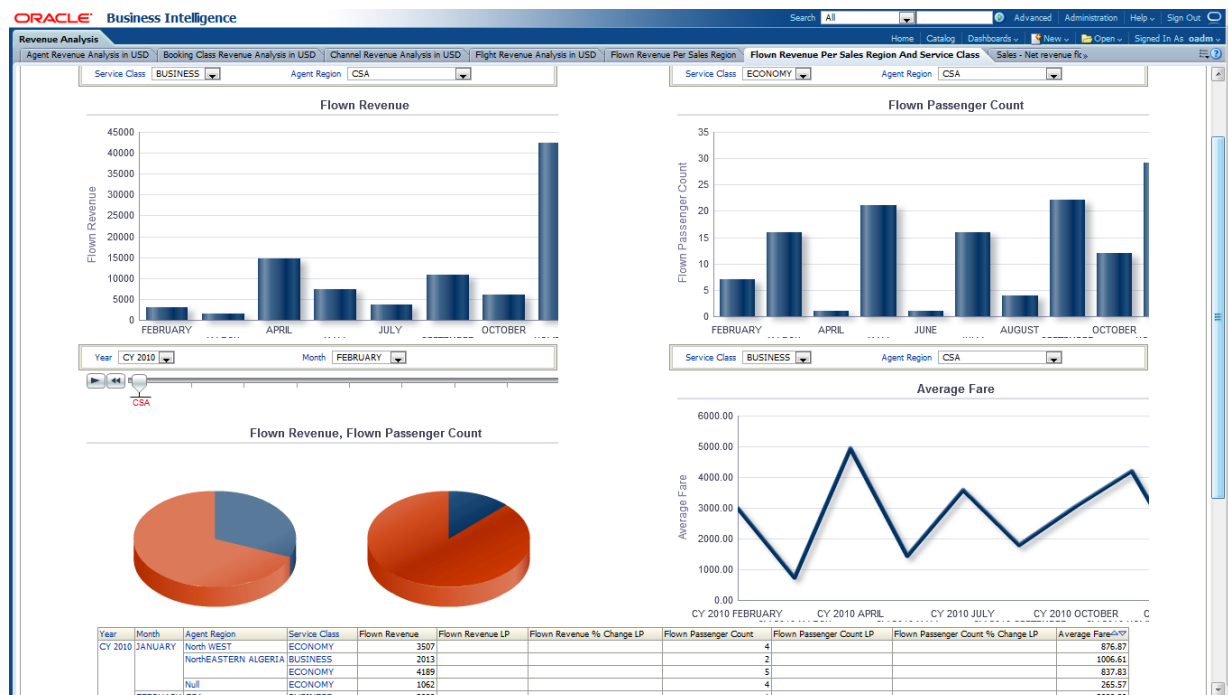 ORACLE Business Intelligence
Search All Advanced Administration Help Sign Out
Revenue Analysis
Home Catalog Dashboards New Open Signed In As oadm
Agent Revenue Analysis in USD Booking Class Revenue Analysis in USD Channel Revenue Analysis in USD Flight Revenue Analysis in USD Flown Revenue Per Sales Region Flown Revenue Per Sales Region And Service Class Sales - Net revenue flc»
Service Class BUSINESS Agent Region CSA
Flown Revenue
45000
40000
35000
30000
25000
20000
15000
10000
5000
0
Flown Revenue
FEBRUARY APRIL JULY OCTOBER
Service Class ECONOMY Agent Region CSA
Flown Passenger Count
35
30
25
20
15
10
5
0
Flown Passenger Count
FEBRUARY APRIL JUNE AUGUST OCTOBER
Year CY 2010 Month FEBRUARY
CSA
Flown Revenue, Flown Passenger Count
Service Class BUSINESS Agent Region CSA
Average Fare
6000.00
5000.00
4000.00
3000.00
2000.00
1000.00
0.00
Average Fare
CY 2010 FEBRUARY CY 2010 APRIL CY 2010 JULY CY 2010 OCTOBER C
Year Month Agent Region Service Class Flown Revenue Flown Revenue LP Flown Revenue % Change LP Flown Passenger Count Flown Passenger Count LP Flown Passenger Count % Change LP Average Fare
CY 2010 JANUARY North WEST ECONOMY 3507 4 876.87
NorthEASTERN ALGERIA BUSINESS 2013 2 1006.61
ECONOMY 4189 5 837.83
Null ECONOMY 1062 4 265.57